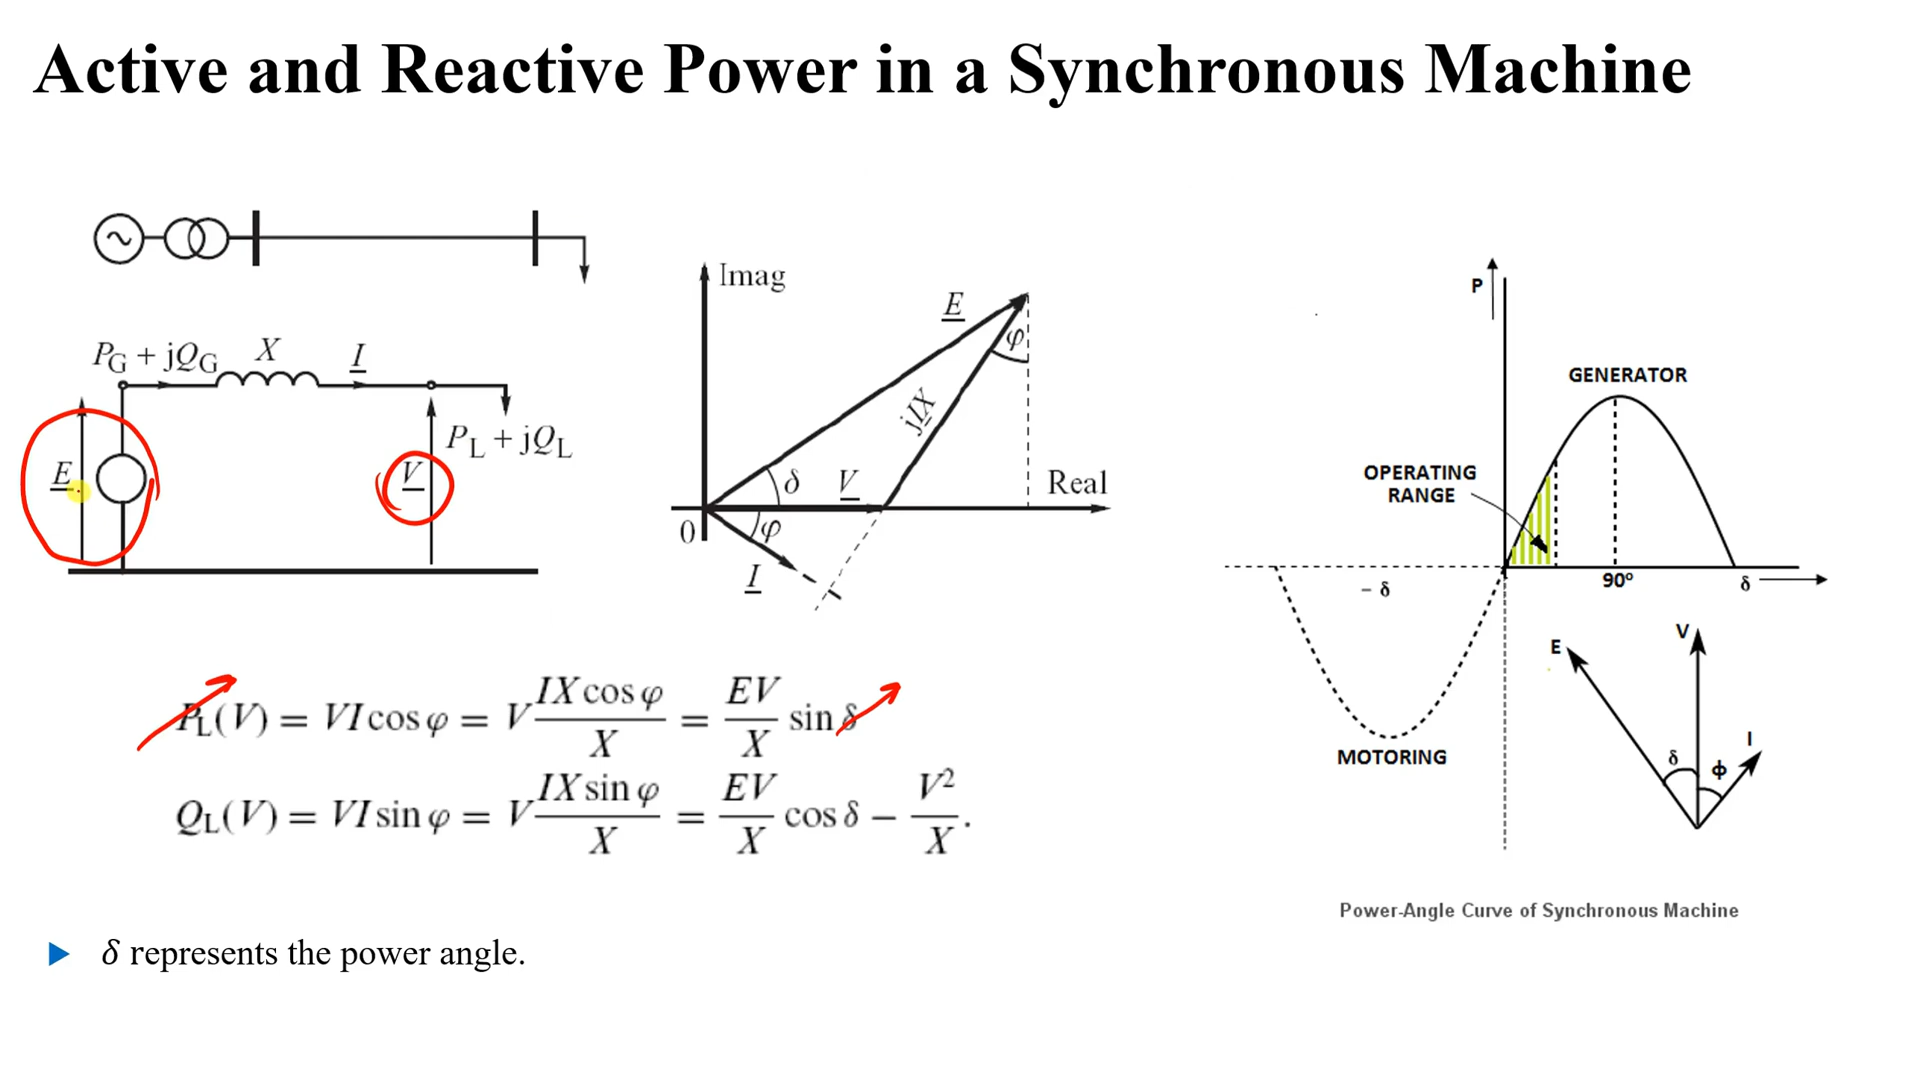 Active and Reactive Power in a Synchronous Machine
P_G + jQ_G
X
I
E
V
P_L + jQ_L
Imag
E
φ
jIX
δ
V
Real
0
φ
I
P_L(V) = VI cos φ = V IX cos φ / X = EV / X sin δ
Q_L(V) = VI sin φ = V IX sin φ / X = EV / X cos δ − V² / X.
▶ δ represents the power angle.
P
GENERATOR
OPERATING
RANGE
90º
δ
– δ
MOTORING
E
V
I
δ
ϕ
Power-Angle Curve of Synchronous Machine